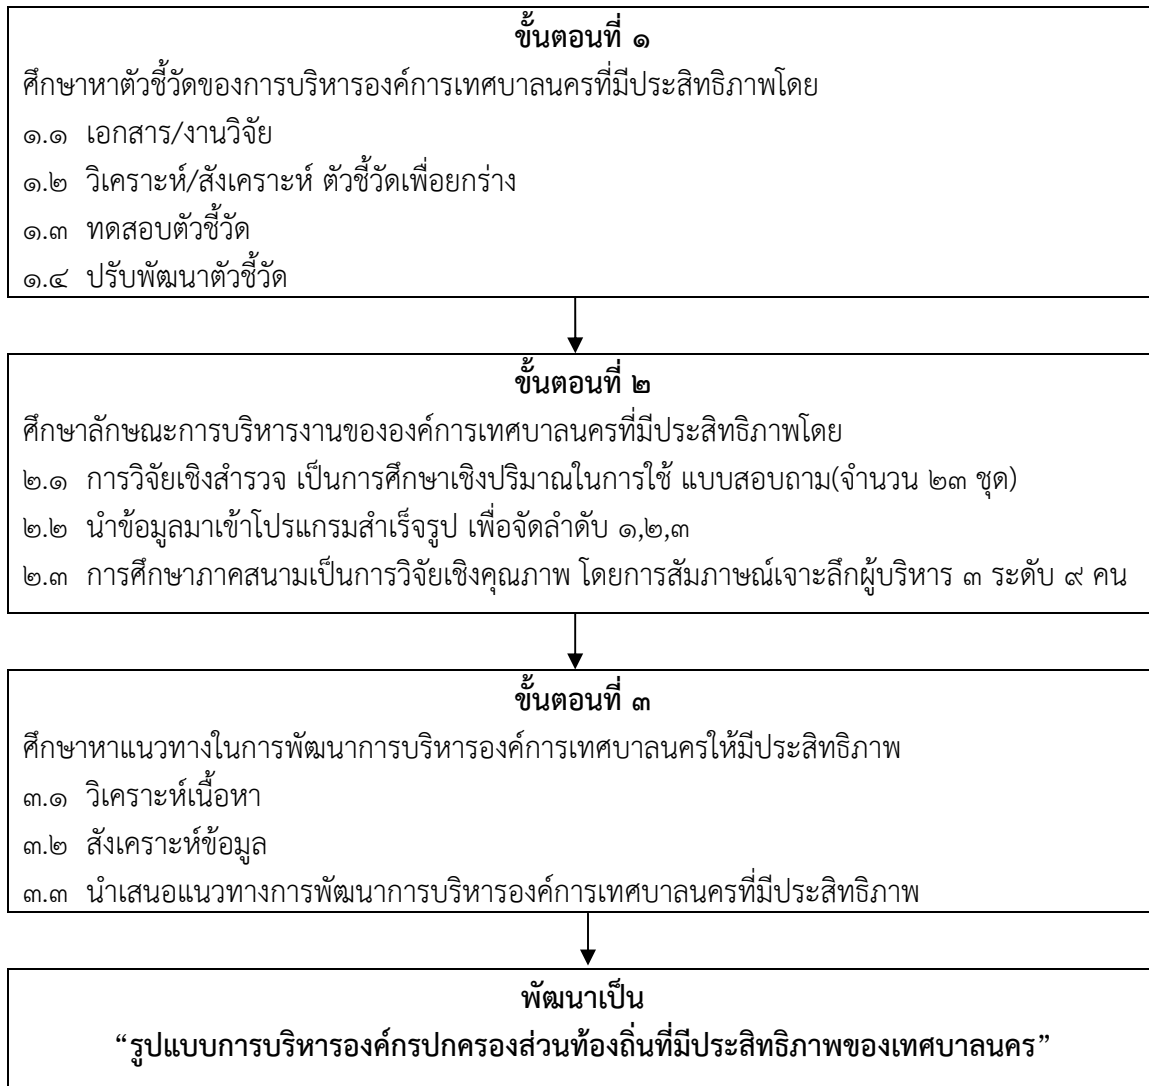 ขั้นตอนที่ ๑
ศึกษาหาตัวชี้วัดของการบริหารองค์การเทศบาลนครที่มีประสิทธิภาพโดย
๑.๑ เอกสาร/งานวิจัย
๑.๒ วิเคราะห์/สังเคราะห์ ตัวชี้วัดเพื่อยกร่าง
๑.๓ ทดสอบตัวชี้วัด
๑.๔ ปรับพัฒนาตัวชี้วัด
ขั้นตอนที่ ๒
ศึกษาลักษณะการบริหารงานขององค์การเทศบาลนครที่มีประสิทธิภาพโดย
๒.๑ การวิจัยเชิงสำรวจ เป็นการศึกษาเชิงปริมาณในการใช้ แบบสอบถาม(จำนวน ๒๓ ชุด)
๒.๒ นำข้อมูลมาเข้าโปรแกรมสำเร็จรูป เพื่อจัดลำดับ ๑,๒,๓
๒.๓ การศึกษาภาคสนามเป็นการวิจัยเชิงคุณภาพ โดยการสัมภาษณ์เจาะลึกผู้บริหาร ๓ ระดับ ๙ คน
ขั้นตอนที่ ๓
ศึกษาหาแนวทางในการพัฒนาการบริหารองค์การเทศบาลนครให้มีประสิทธิภาพ
๓.๑ วิเคราะห์เนื้อหา
๓.๒ สังเคราะห์ข้อมูล
๓.๓ นำเสนอแนวทางการพัฒนาการบริหารองค์การเทศบาลนครที่มีประสิทธิภาพ
พัฒนาเป็น
“รูปแบบการบริหารองค์กรปกครองส่วนท้องถิ่นที่มีประสิทธิภาพของเทศบาลนคร”